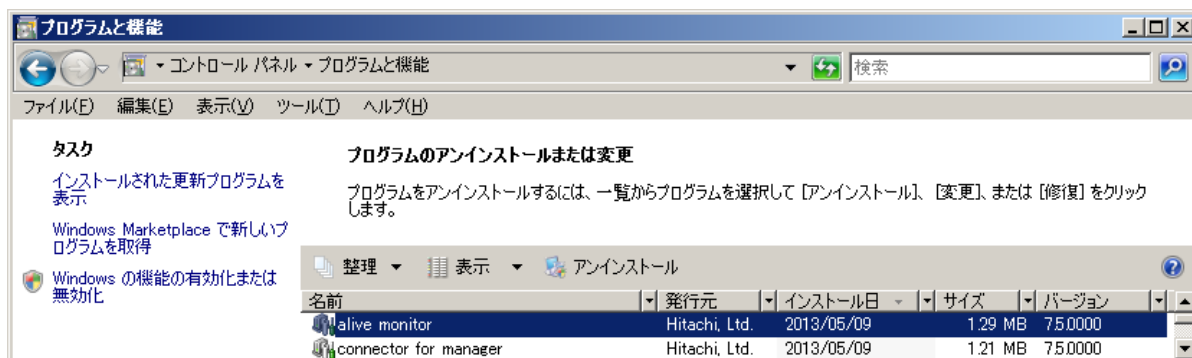 プログラムと機能
コントロール パネル ▾ プログラムと機能
検索
ファイル(F) 編集(E) 表示(V) ツール(T) ヘルプ(H)
タスク
インストールされた更新プログラムを
表示
Windows Marketplace で新しいプ
ログラムを取得
Windows の機能の有効化または
無効化
プログラムのアンインストールまたは変更
プログラムをアンインストールするには、一覧からプログラムを選択して [アンインストール]、[変更]、または [修復] をクリック
します。
整理 表示 アンインストール
名前 発行元 インストール日 サイズ バージョン
alive monitor Hitachi, Ltd. 2013/05/09 1.29 MB 7.5.0000
connector for manager Hitachi, Ltd. 2013/05/09 1.21 MB 7.5.0000